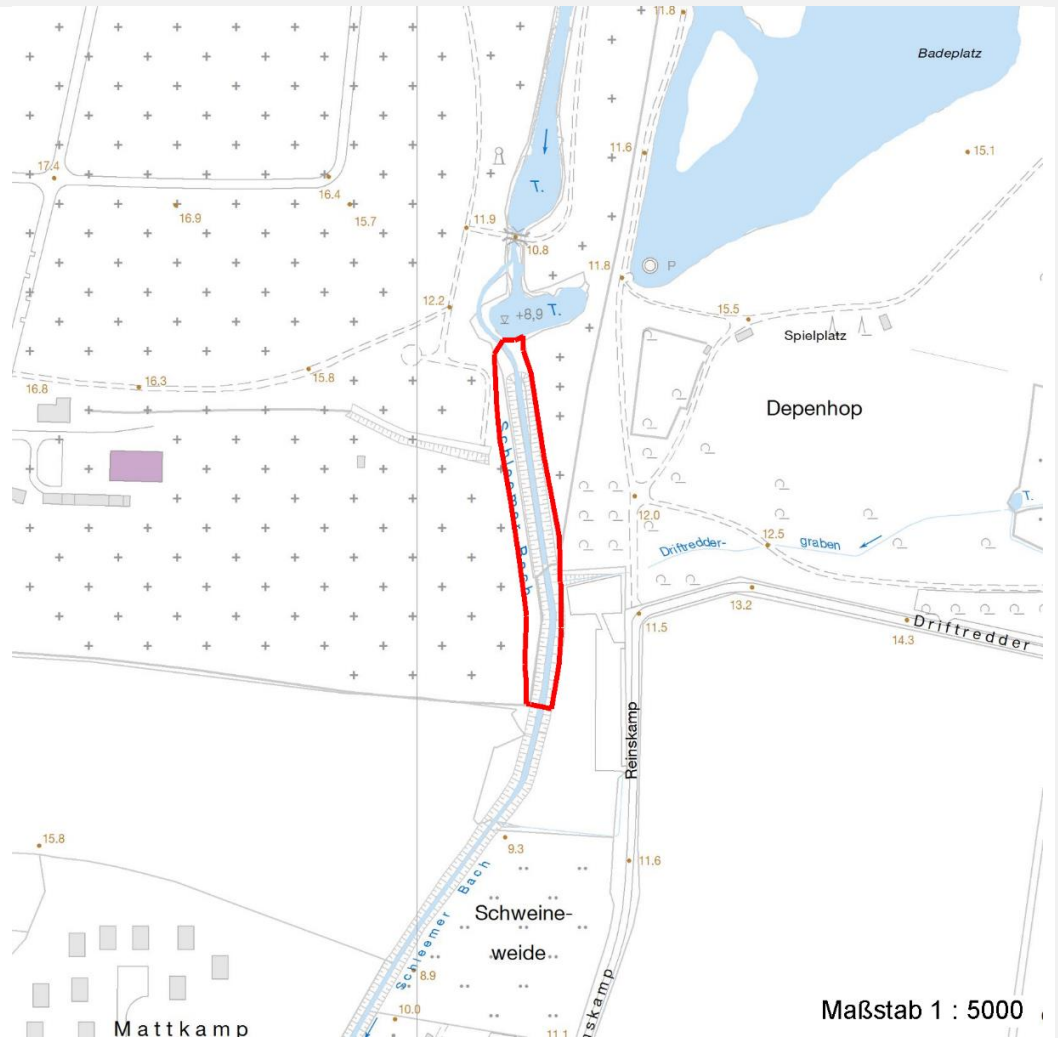 11.8
Badeplatz
11.6
15.1
17.4
16.4
T.
16.9
15.7
11.9
10.8
11.8
P
12.2
+8,9 T.
15.5
Spielplatz
15.8
16.3
16.8
Depenhop
Schleemer Bach
12.0
T.
12.5
Driftredder-
graben
13.2
11.5
14.3
Driftredder
Reinskamp
15.8
9.3
11.6
Schleemer Bach
Schweine-
weide
8.9
10.0
nskamp
11.1
Mattkamp
Maßstab 1 : 5000